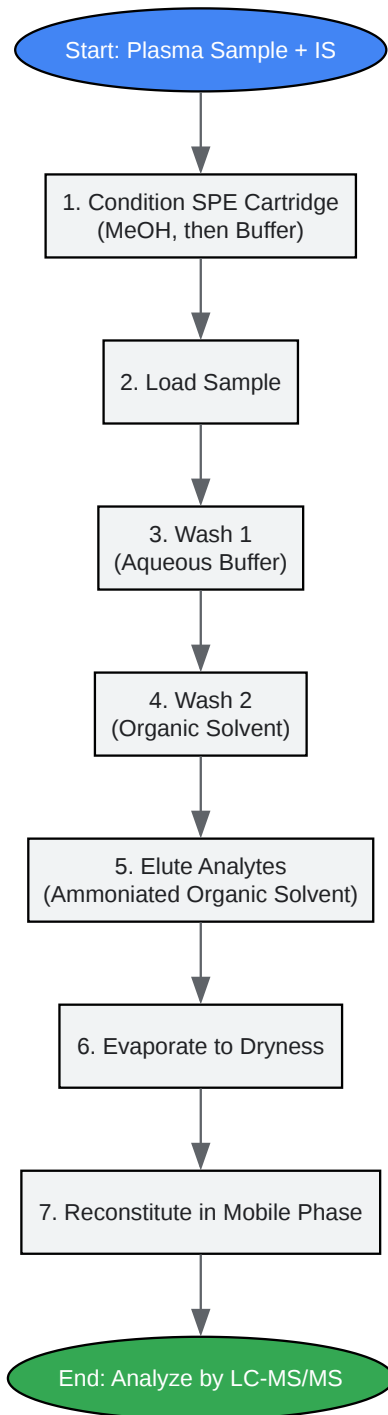 Start: Plasma Sample + IS
1. Condition SPE Cartridge
(MeOH, then Buffer)
2. Load Sample
3. Wash 1
(Aqueous Buffer)
4. Wash 2
(Organic Solvent)
5. Elute Analytes
(Ammoniated Organic Solvent)
6. Evaporate to Dryness
7. Reconstitute in Mobile Phase
End: Analyze by LC-MS/MS